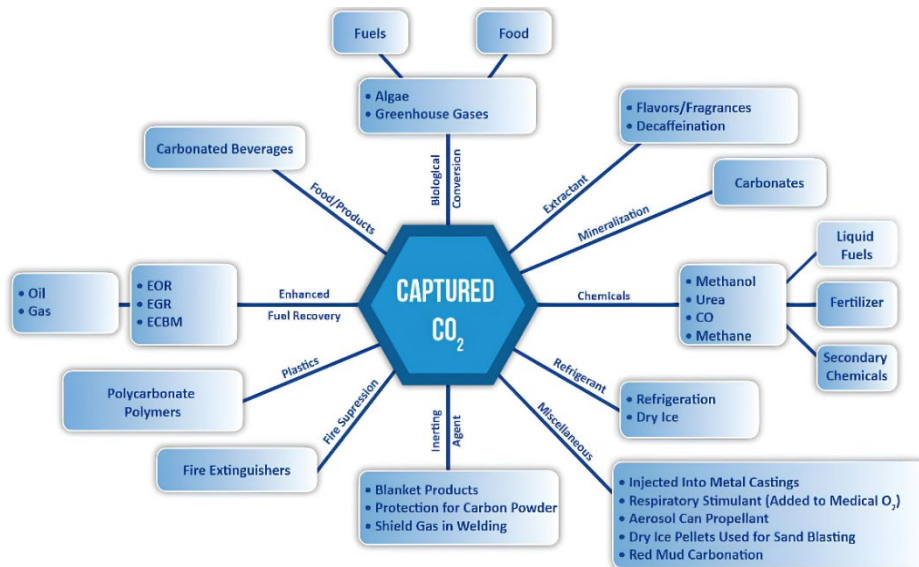 Fuels
Food
• Algae
• Greenhouse Gases
Biological
Conversion
• Flavors/Fragrances
• Decaffeination
Extractant
Carbonated Beverages
Food/Products
Carbonates
Mineralization
CAPTURED
CO₂
• Oil
• Gas
• EOR
• EGR
• ECBM
Enhanced
Fuel Recovery
Chemicals
• Methanol
• Urea
• CO
• Methane
Liquid
Fuels
Fertilizer
Secondary
Chemicals
Plastics
Polycarbonate
Polymers
Refrigerant
• Refrigeration
• Dry Ice
Fire Supression
Fire Extinguishers
Inerting
Agent
• Blanket Products
• Protection for Carbon Powder
• Shield Gas in Welding
Miscellaneous
• Injected Into Metal Castings
• Respiratory Stimulant (Added to Medical O₂)
• Aerosol Can Propellant
• Dry Ice Pellets Used for Sand Blasting
• Red Mud Carbonation